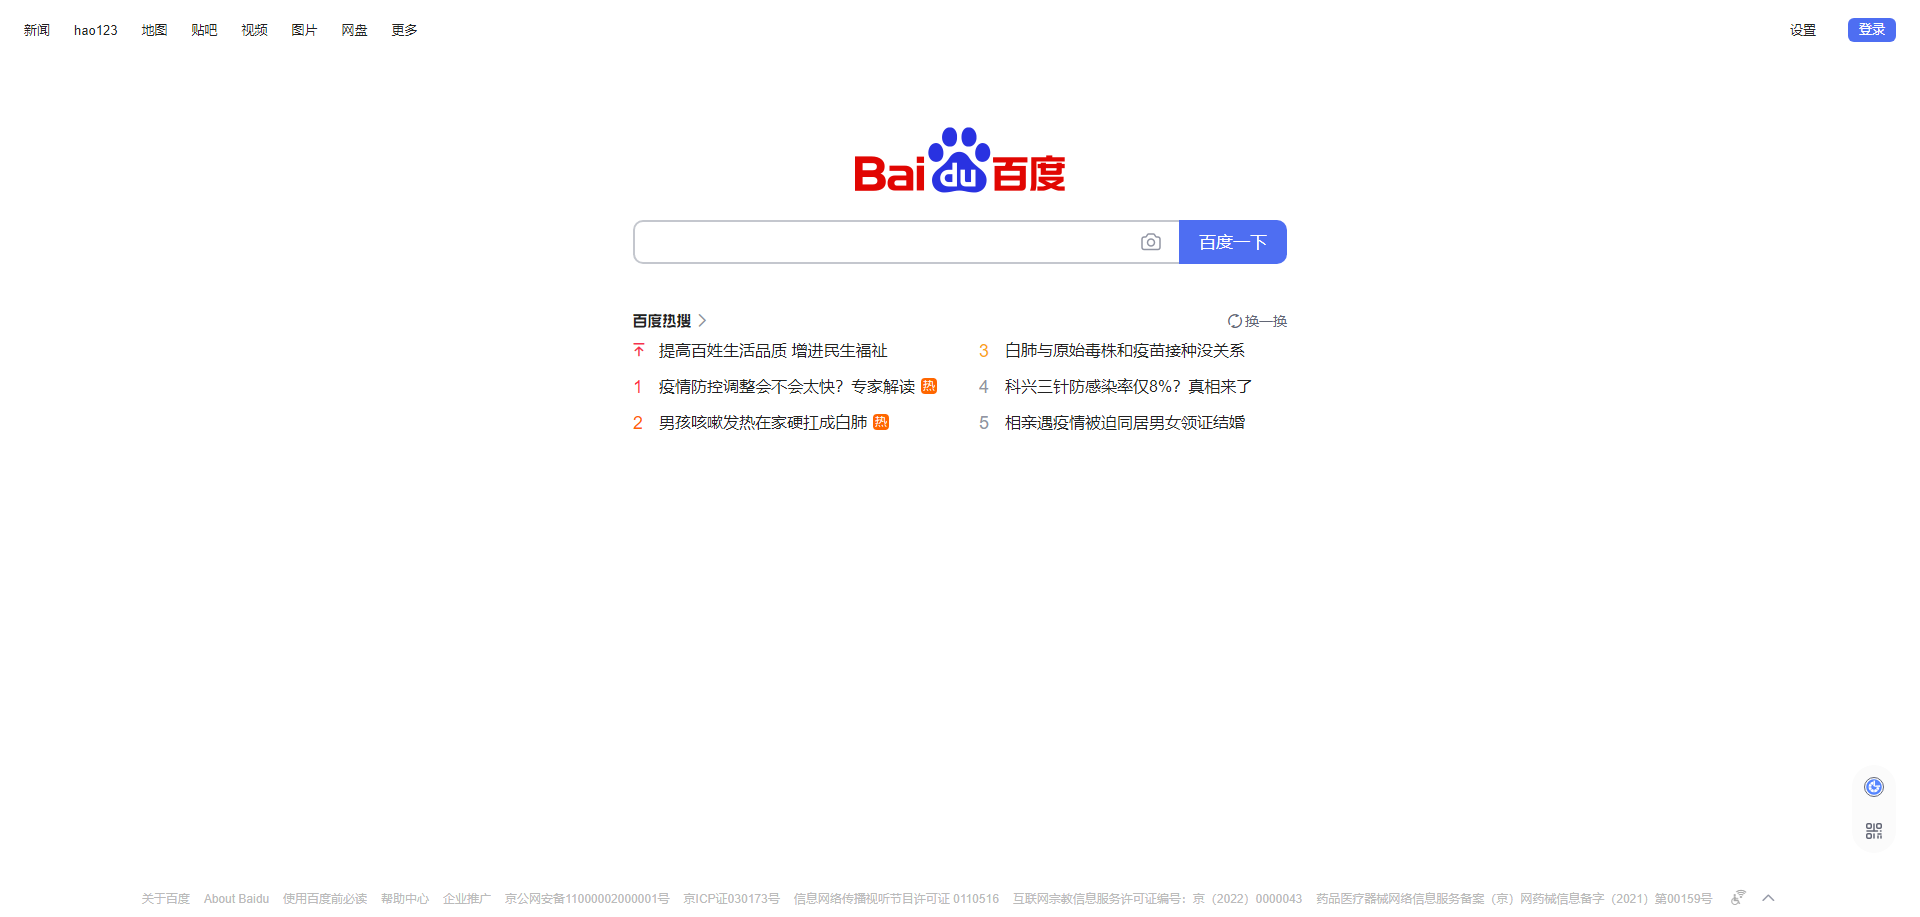 新闻 hao123 地图 贴吧 视频 图片 网盘 更多 设置 登录
Bai du 百度
百度一下
百度热搜 换一换
提高百姓生活品质 增进民生福祉
1 疫情防控调整会不会太快？专家解读 热
2 男孩咳嗽发热在家硬扛成白肺 热
3 白肺与原始毒株和疫苗接种没关系
4 科兴三针防感染率仅8%？真相来了
5 相亲遇疫情被迫同居男女领证结婚
关于百度 About Baidu 使用百度前必读 帮助中心 企业推广 京公网安备11000002000001号 京ICP证030173号 信息网络传播视听节目许可证 0110516 互联网宗教信息服务许可证编号：京（2022）0000043 药品医疗器械网络信息服务备案（京）网药械信息备字（2021）第00159号